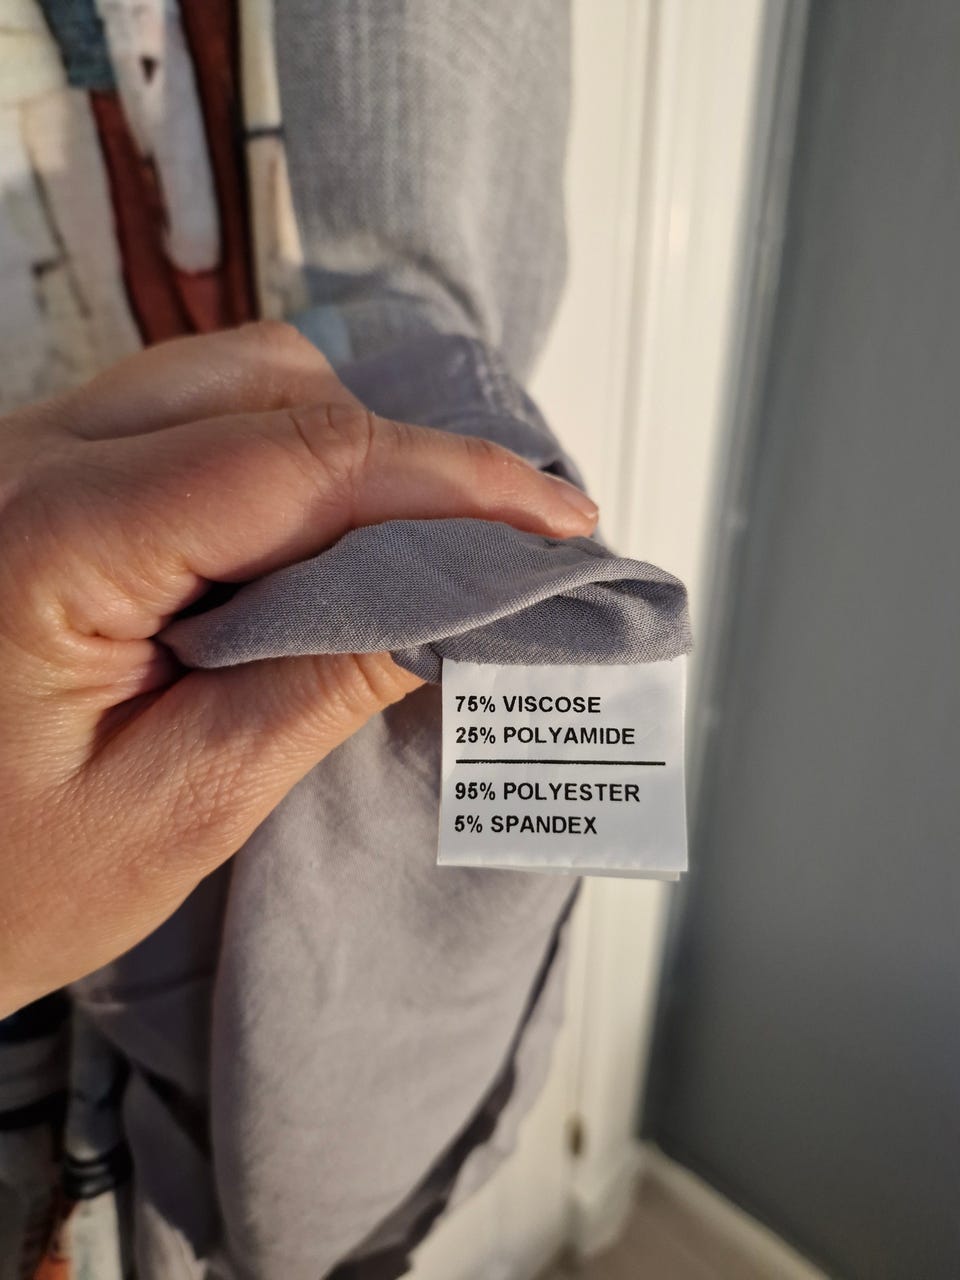 75% VISCOSE
25% POLYAMIDE
95% POLYESTER
5% SPANDEX